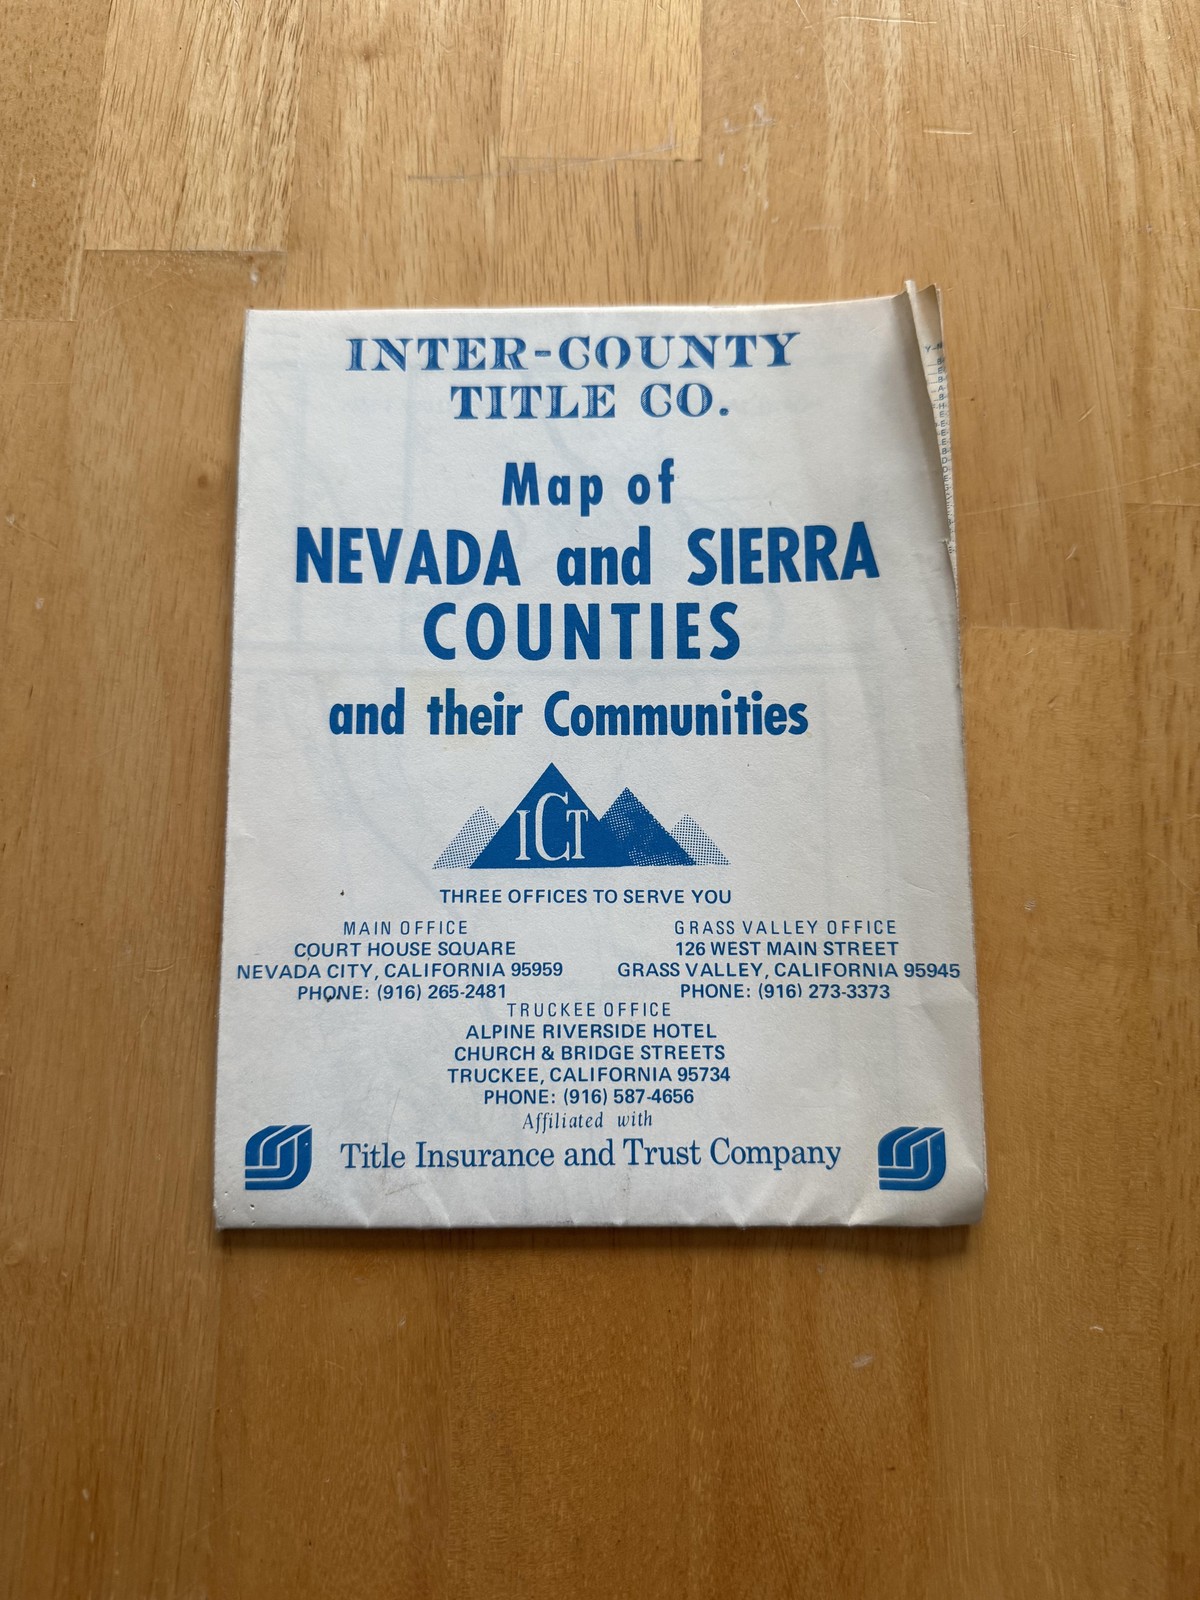 INTER-COUNTY
TITLE CO.
Map of
NEVADA and SIERRA
COUNTIES
and their Communities
ICT
THREE OFFICES TO SERVE YOU
MAIN OFFICE
COURT HOUSE SQUARE
NEVADA CITY, CALIFORNIA 95959
PHONE: (916) 265-2481
GRASS VALLEY OFFICE
126 WEST MAIN STREET
GRASS VALLEY, CALIFORNIA 95945
PHONE: (916) 273-3373
TRUCKEE OFFICE
ALPINE RIVERSIDE HOTEL
CHURCH & BRIDGE STREETS
TRUCKEE, CALIFORNIA 95734
PHONE: (916) 587-4656
Affiliated with
Title Insurance and Trust Company